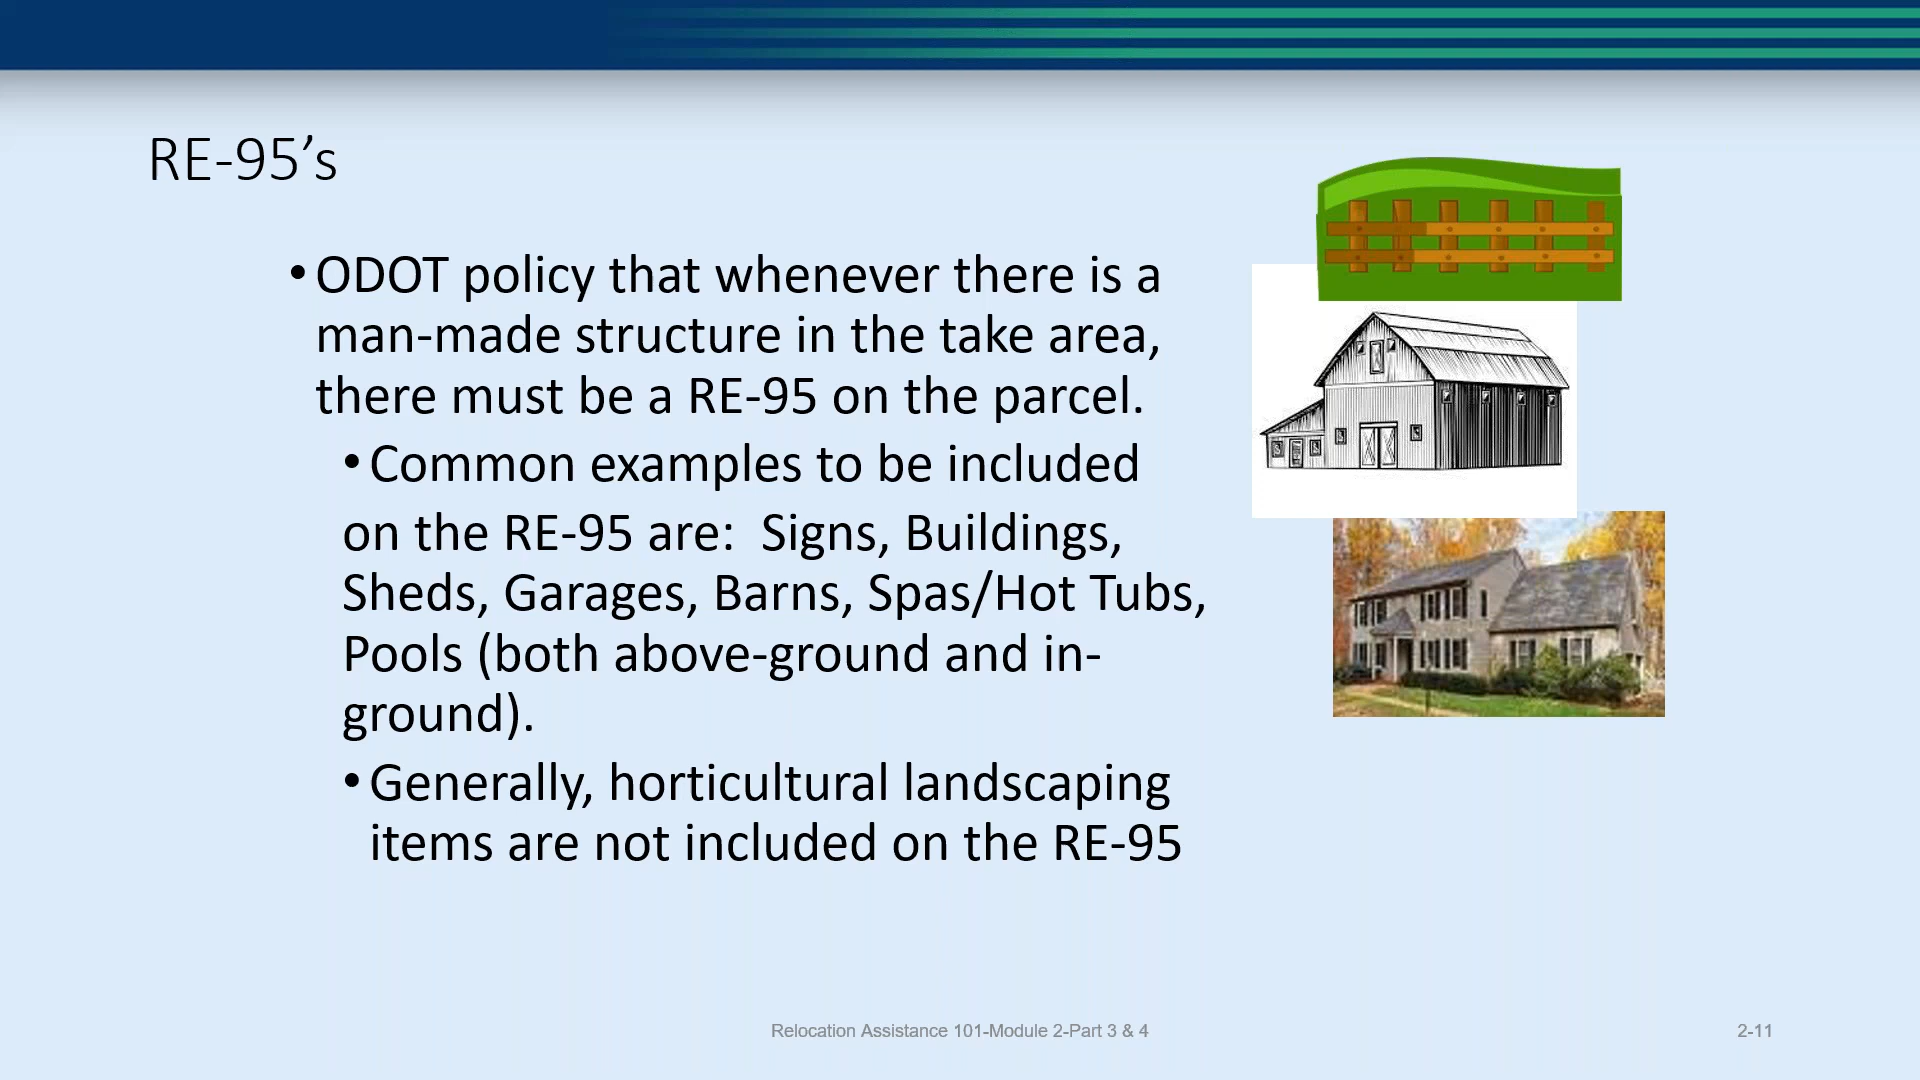 RE-95’s
•ODOT policy that whenever there is a
man-made structure in the take area,
there must be a RE-95 on the parcel.
•Common examples to be included
on the RE-95 are:  Signs, Buildings,
Sheds, Garages, Barns, Spas/Hot Tubs,
Pools (both above-ground and in-
ground).
•Generally, horticultural landscaping
items are not included on the RE-95
Relocation Assistance 101-Module 2-Part 3 & 4
2-11